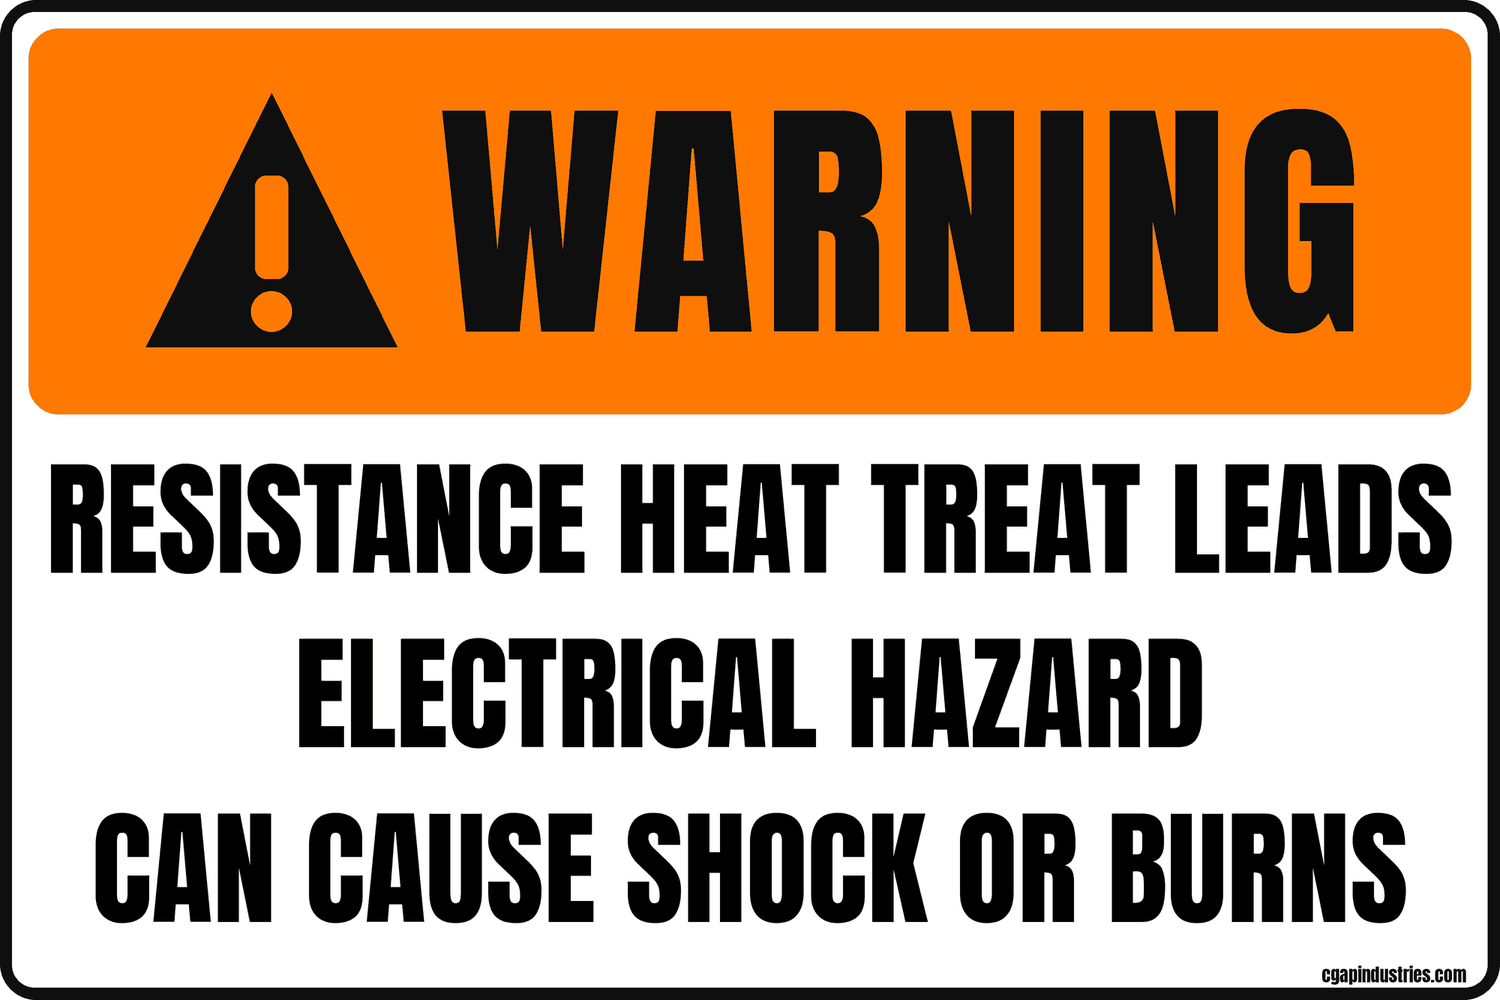 WARNING
RESISTANCE HEAT TREAT LEADS
ELECTRICAL HAZARD
CAN CAUSE SHOCK OR BURNS
cgapindustries.com